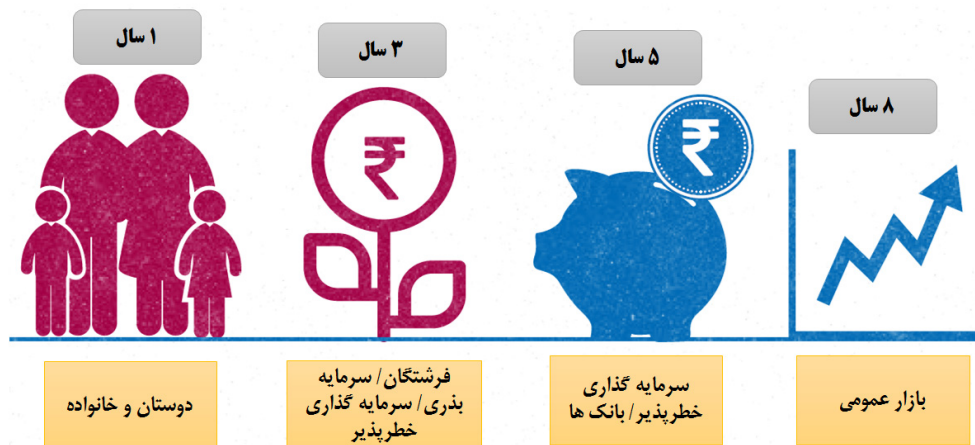 ۱ سال
۳ سال
۵ سال
۸ سال
₹
₹
دوستان و خانواده
فرشتگان/ سرمایه
بذری/ سرمایه گذاری
خطرپذیر
سرمایه گذاری
خطرپذیر/ بانک ها
بازار عمومی